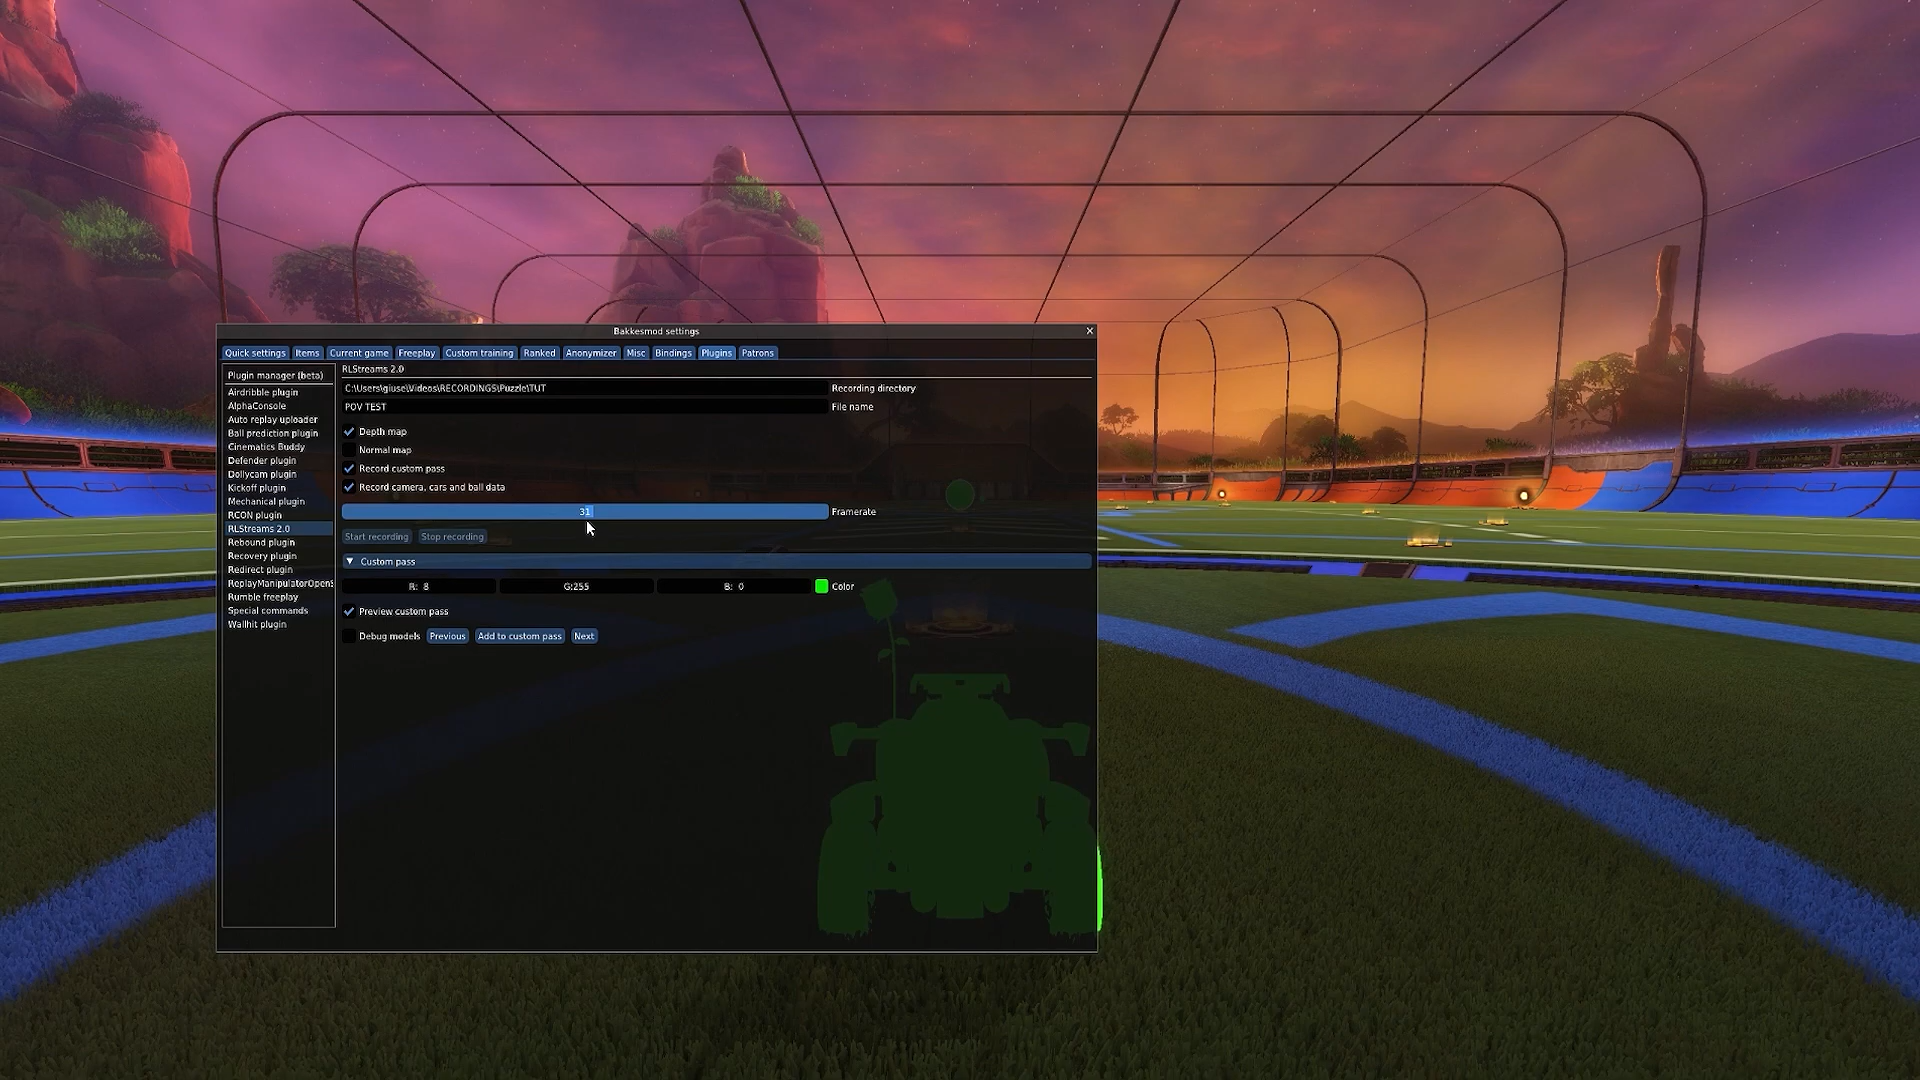 Bakkesmod settings
Quick settings Items Current game Freeplay Custom training Ranked Anonymizer Misc Bindings Plugins Patrons
Plugin manager (beta)
Airdribble plugin
AlphaConsole
Auto replay uploader
Ball prediction plugin
Cinematics Buddy
Defender plugin
Dollycam plugin
Kickoff plugin
Mechanical plugin
RCON plugin
RLStreams 2.0
Rebound plugin
Recovery plugin
Redirect plugin
ReplayManipulatorOpenS
Rumble freeplay
Special commands
Wallhit plugin
RLStreams 2.0
C:\Users\giuse\Videos\RECORDINGS\Puzzle\TUT Recording directory
POV TEST File name
Depth map
Normal map
Record custom pass
Record camera, cars and ball data
31 Framerate
Start recording Stop recording
Custom pass
R: 8 G:255 B: 0 Color
Preview custom pass
Debug models Previous Add to custom pass Next